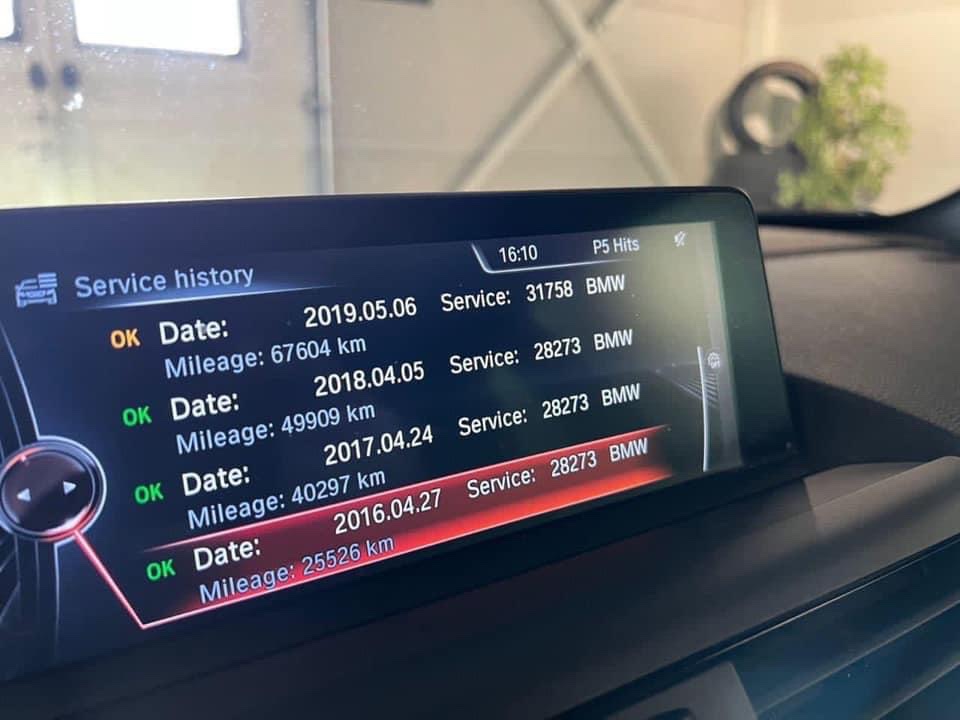 Service history 16:10 P5 Hits
OK Date: 2019.05.06 Service: 31758 BMW
Mileage: 67604 km
OK Date: 2018.04.05 Service: 28273 BMW
Mileage: 49909 km
OK Date: 2017.04.24 Service: 28273 BMW
Mileage: 40297 km
OK Date: 2016.04.27 Service: 28273 BMW
Mileage: 25526 km